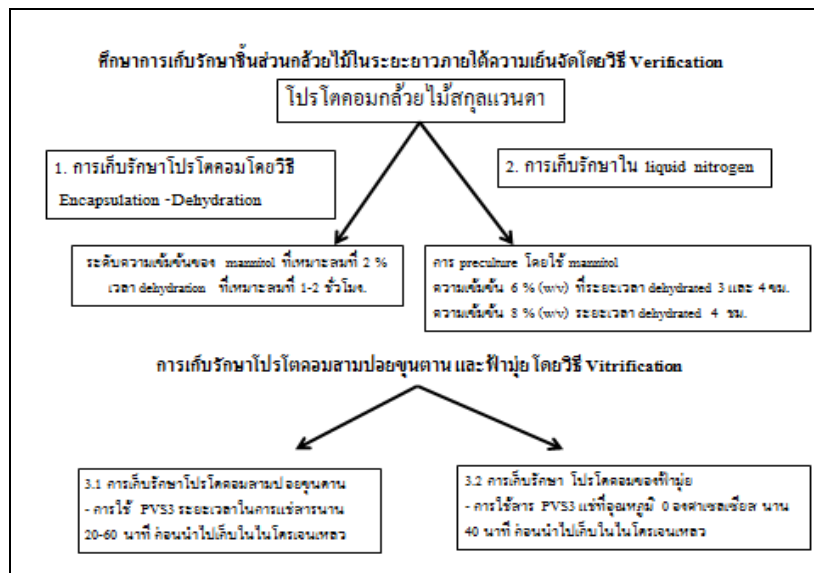 ศึกษาการเก็บรักษาชิ้นส่วนกล้วยไม้ในระยะยาวภายใต้ความเย็นจัดโดยวิธี Verification
โปรโตคอมกล้วยไม้สกุลแวนดา
1. การเก็บรักษาโปรโตคอมโดยวิธี
Encapsulation -Dehydration
2. การเก็บรักษาใน liquid nitrogen
ระดับความเข้มข้นของ mannitol ที่เหมาะสมที่ 2 %
เวลา dehydration ที่เหมาะสมที่ 1-2 ชั่วโมง.
การ preculture โดยใช้ mannitol
ความเข้มข้น 6 % (w/v) ที่ระยะเวลา dehydrated 3 และ 4 ชม.
ความเข้มข้น 8 % (w/v) ระยะเวลา dehydrated 4 ชม.
การเก็บรักษาโปรโตคอมสามปอยขุนตาน และฟ้ามุ่ย โดยวิธี Vitrification
3.1 การเก็บรักษาโปรโตคอมสามปอยขุนตาน
- การใช้ PVS3 ระยะเวลาในการแช่สารนาน
20-60 นาที ก่อนนำไปเก็บในไนโตรเจนเหลว
3.2 การเก็บรักษา โปรโตคอมของฟ้ามุ่ย
- การใช้สาร PVS3 แช่ที่อุณหภูมิ 0 องศาเซลเซียส นาน
40 นาที ก่อนนำไปเก็บในไนโตรเจนเหลว